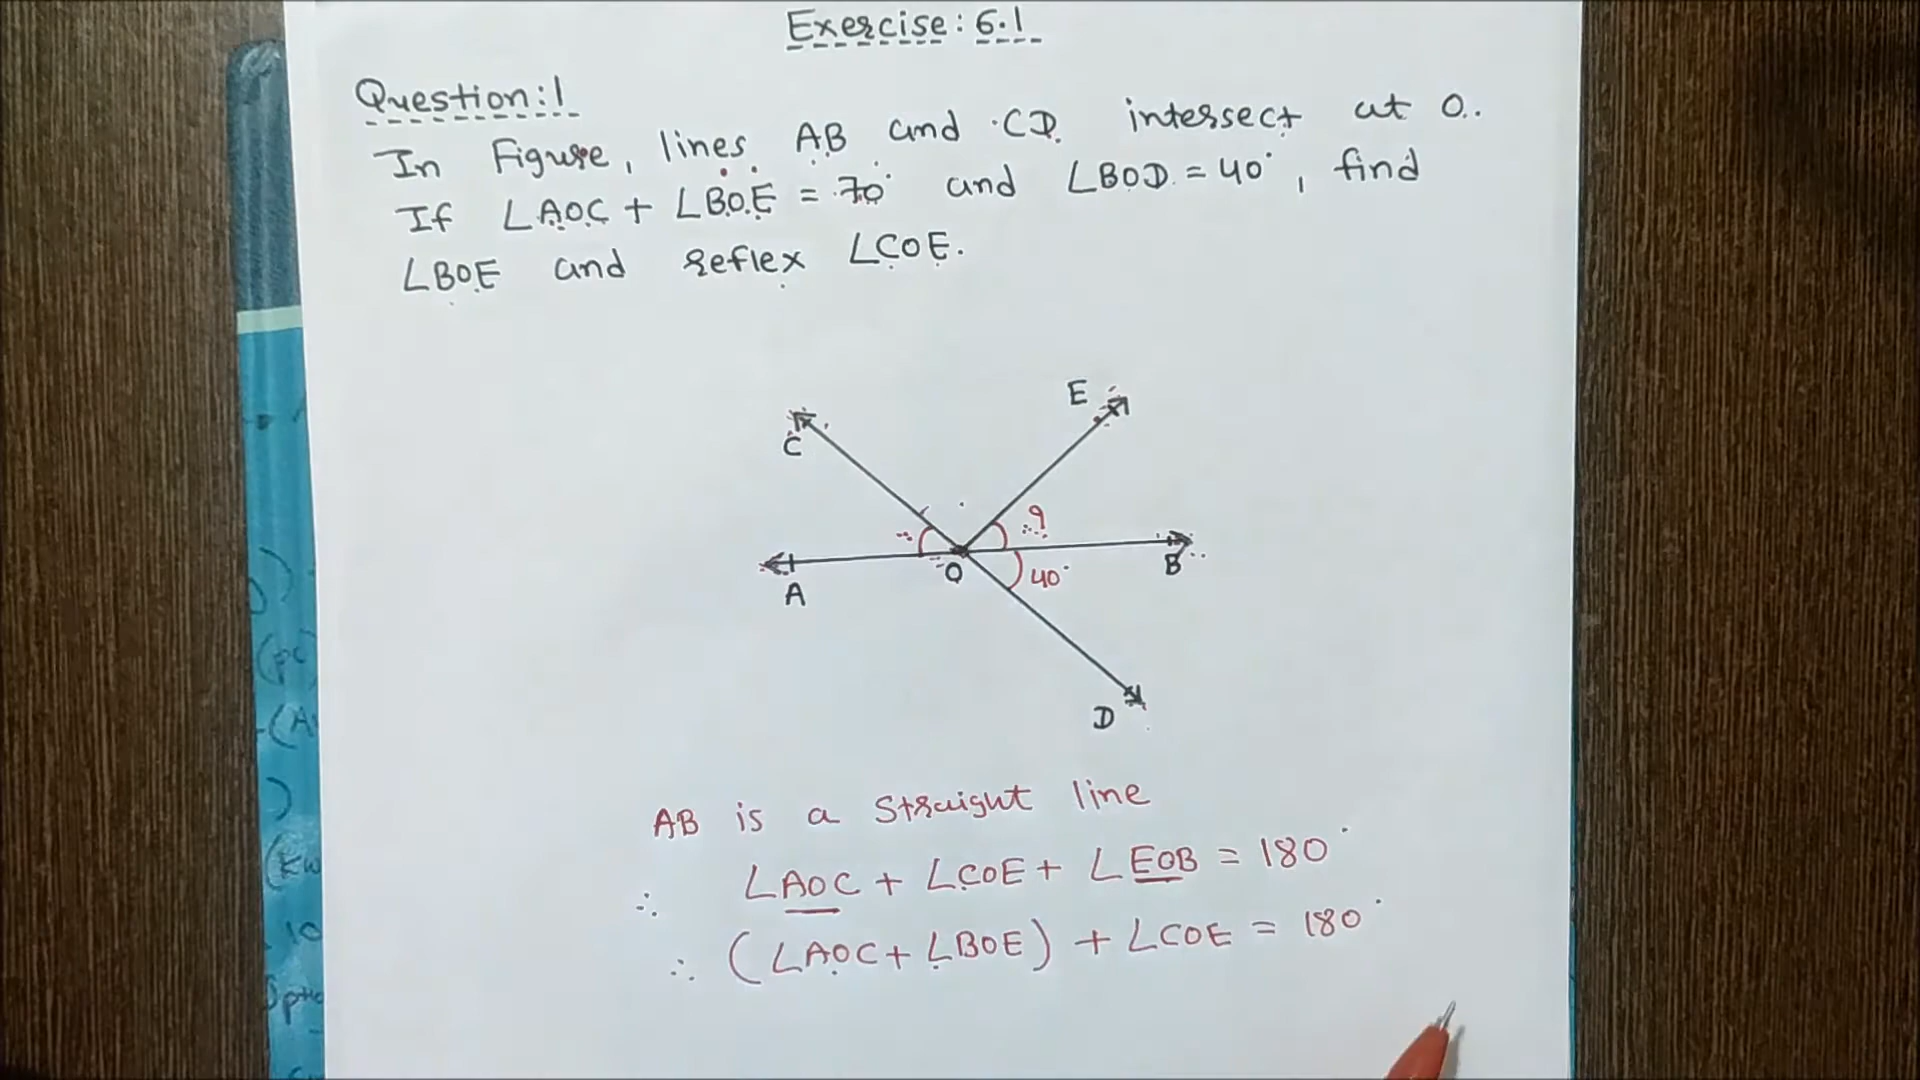 Exercise: 6.1
Question: 1
In Figure, lines AB and CD intersect at O.
If ∠AOC + ∠BOE = 70° and ∠BOD = 40°, find
∠BOE and reflex ∠COE.
E
C
?
A
O
40°
B
D
AB is a straight line
∴ ∠AOC + ∠COE + ∠EOB = 180°
∴ (∠AOC + ∠BOE) + ∠COE = 180°